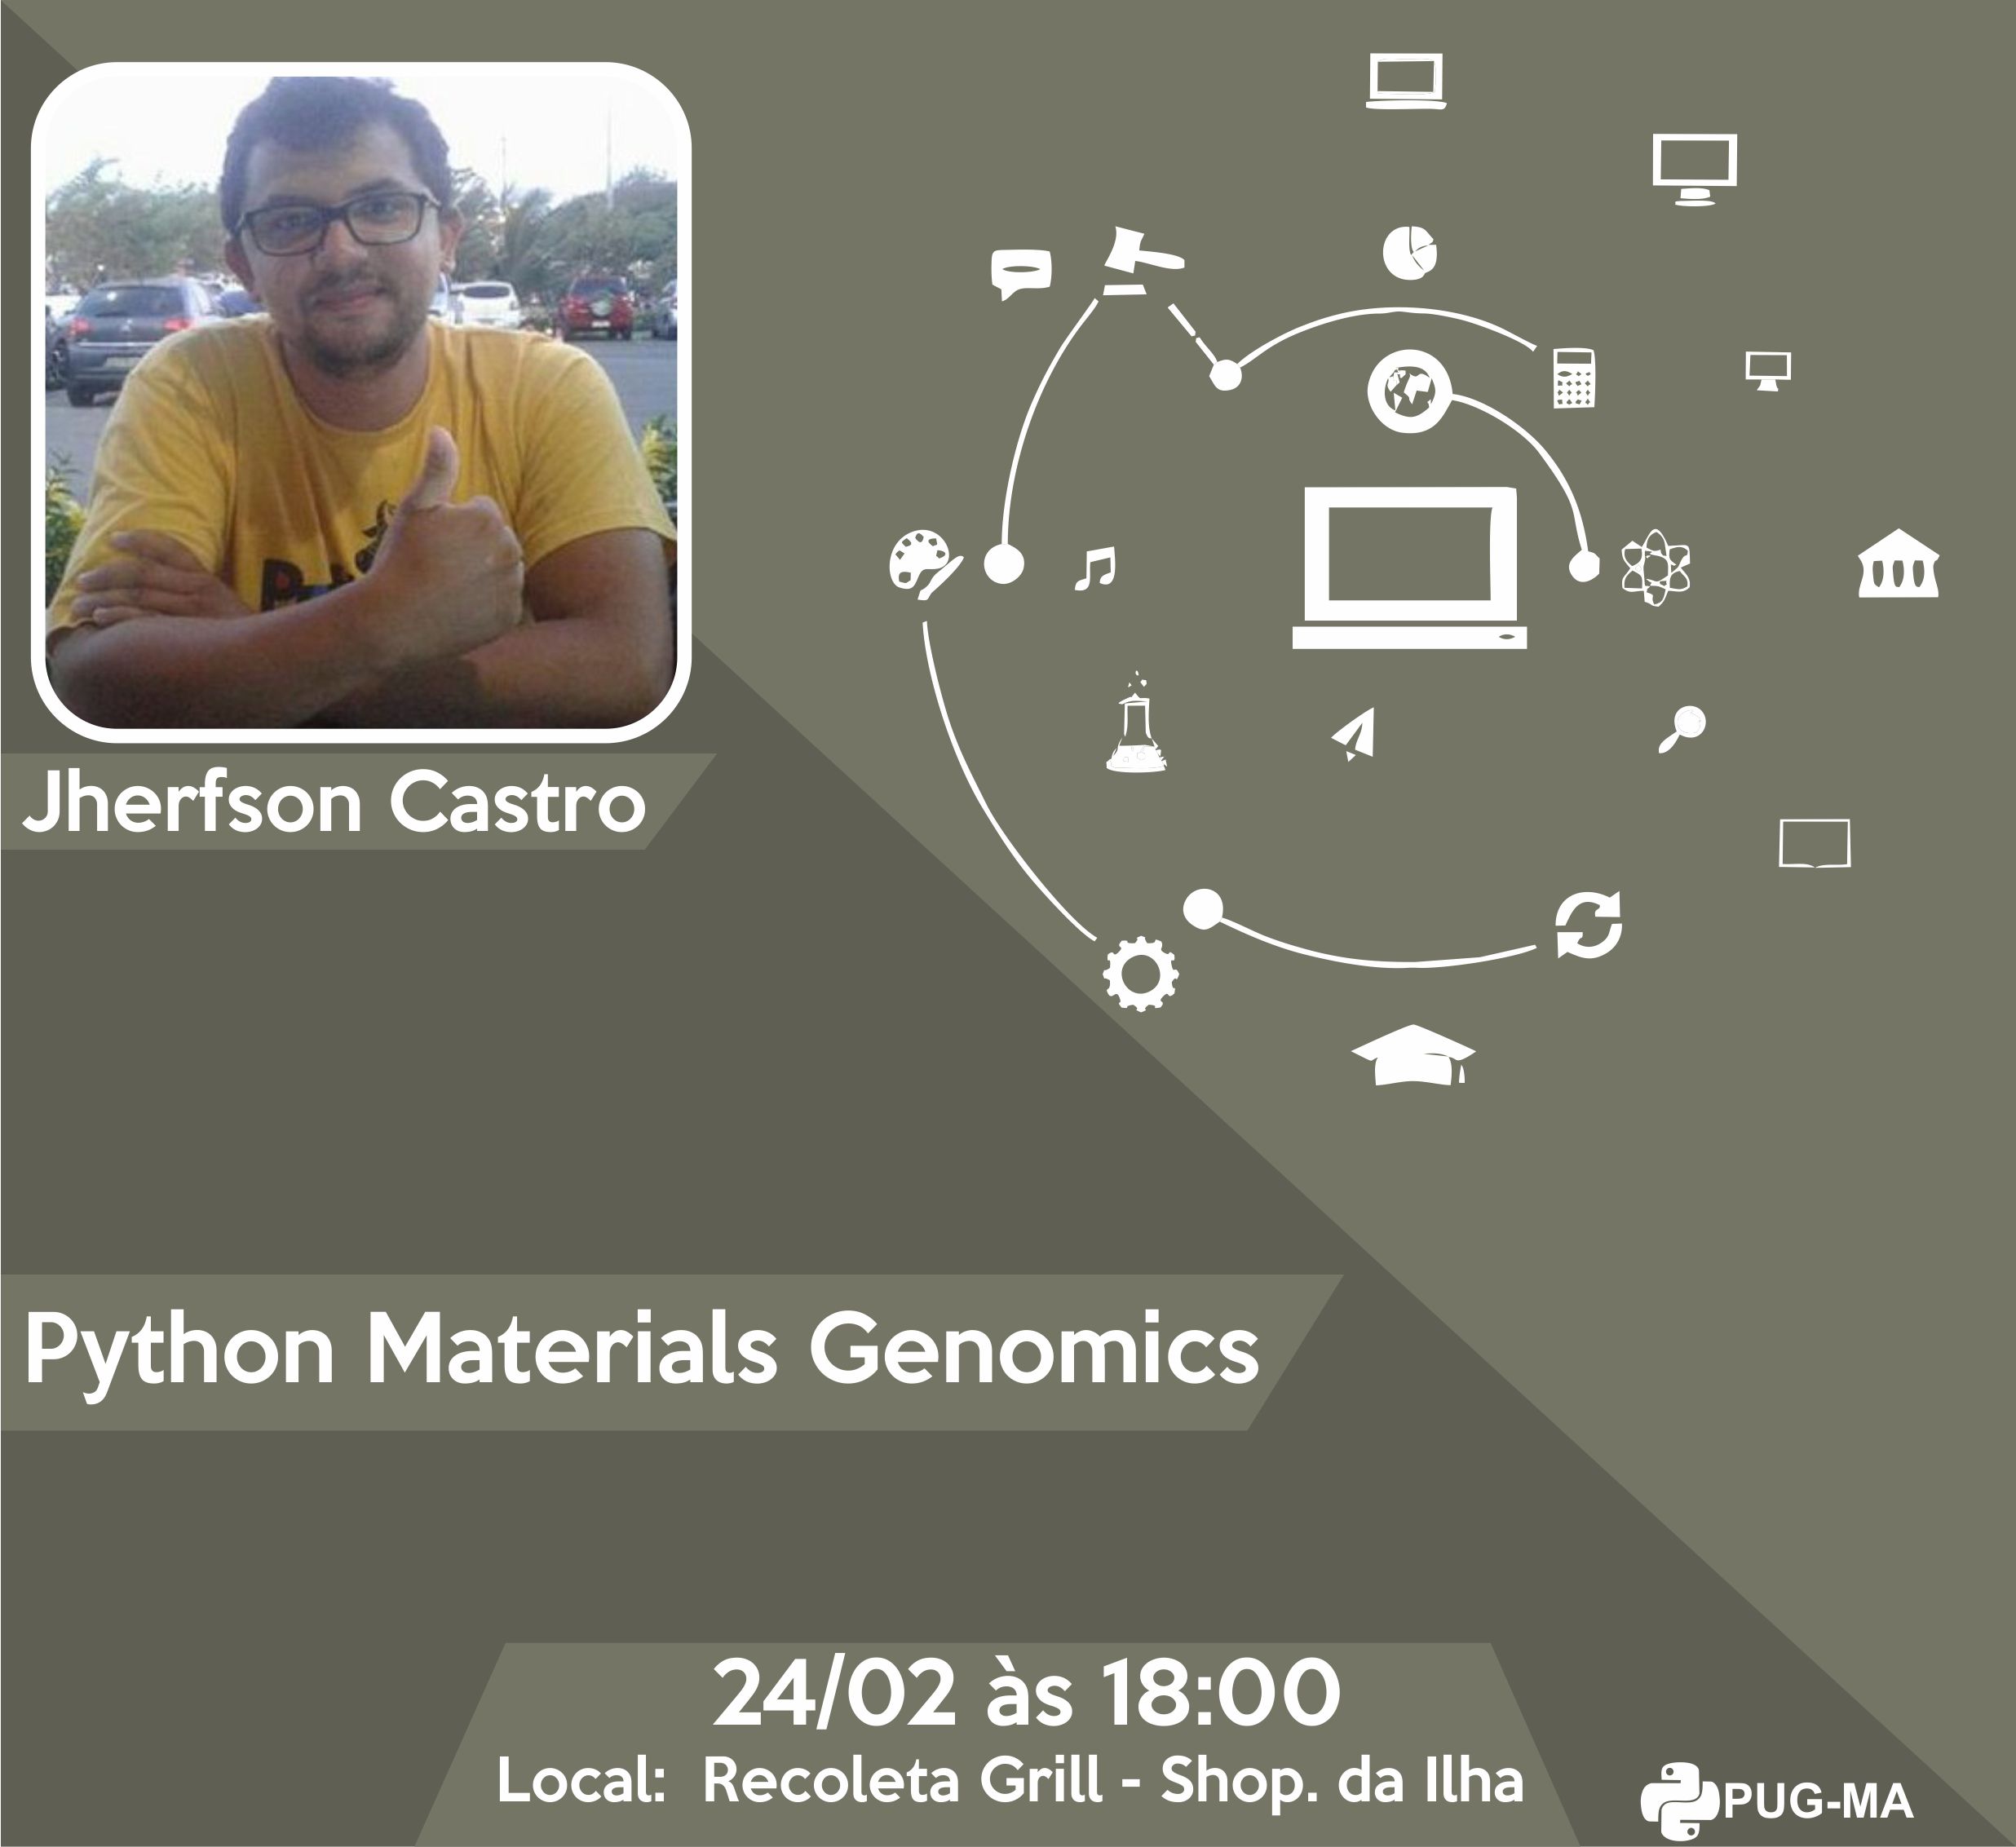 Jherfson Castro
Python Materials Genomics
24/02 às 18:00
Local: Recoleta Grill - Shop. da Ilha
PUG-MA